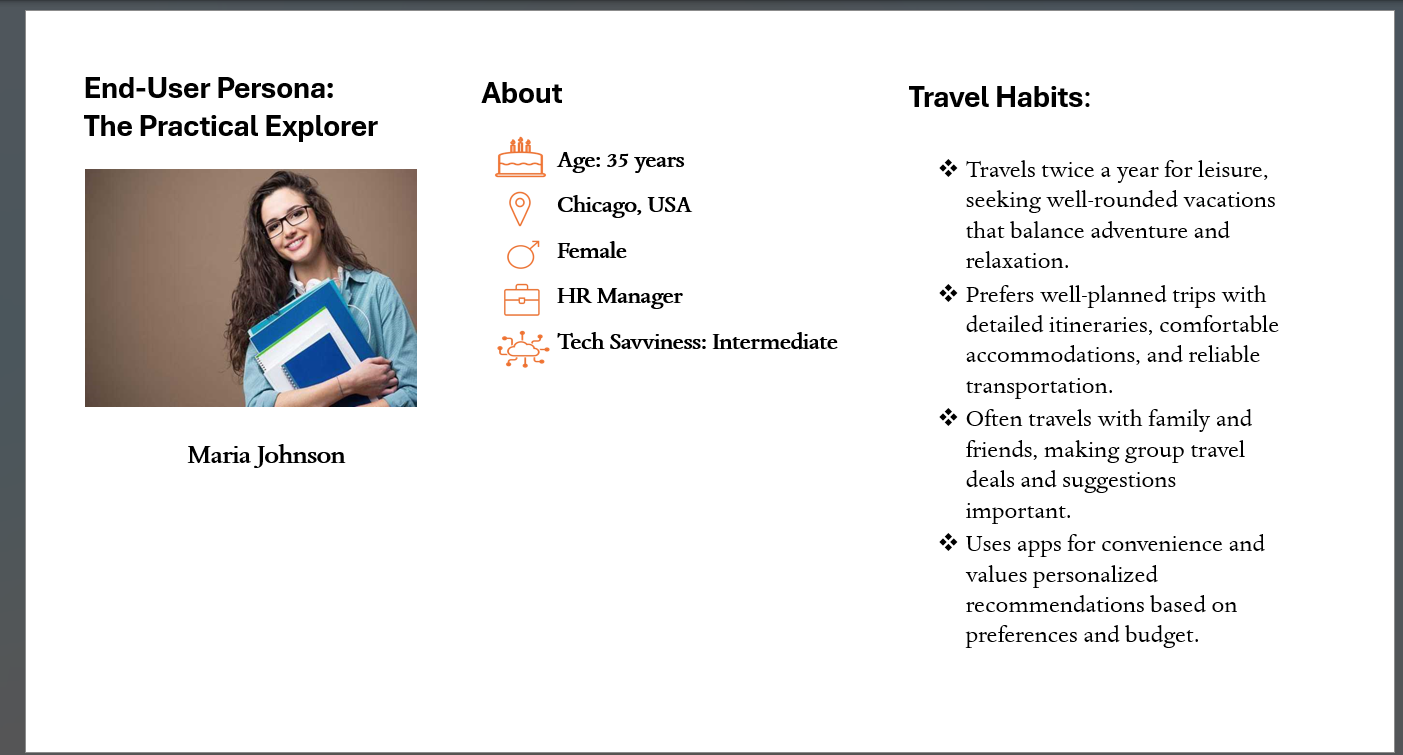 End-User Persona:
The Practical Explorer
Maria Johnson
About
Age: 35 years
Chicago, USA
Female
HR Manager
Tech Savviness: Intermediate
Travel Habits:
❖ Travels twice a year for leisure,
seeking well-rounded vacations
that balance adventure and
relaxation.
❖ Prefers well-planned trips with
detailed itineraries, comfortable
accommodations, and reliable
transportation.
❖ Often travels with family and
friends, making group travel
deals and suggestions
important.
❖ Uses apps for convenience and
values personalized
recommendations based on
preferences and budget.